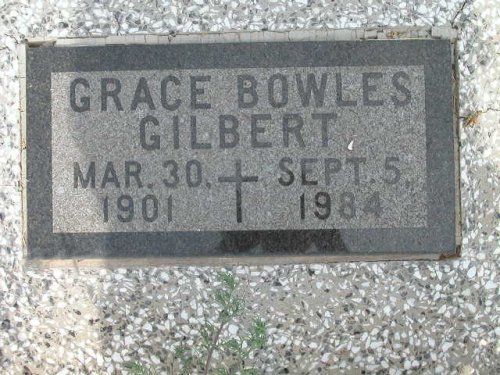 GRACE BOWLES
GILBERT
MAR. 30, SEPT. 5,
1901 1984